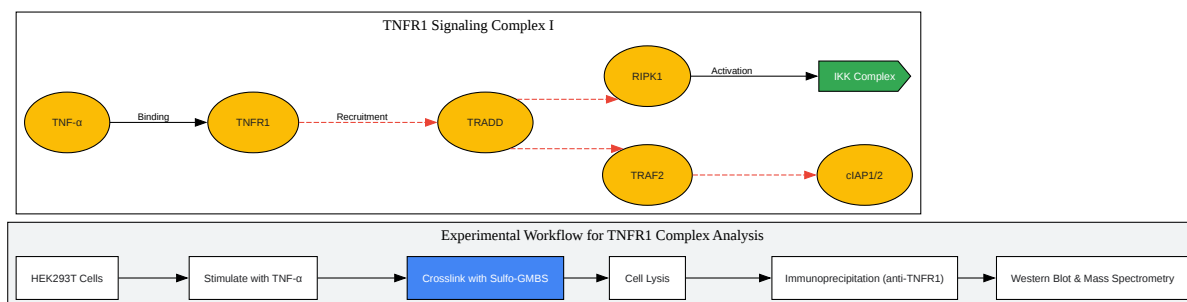 TNFR1 Signaling Complex I
TNF-α
Binding
TNFR1
Recruitment
TRADD
RIPK1
Activation
IKK Complex
TRAF2
cIAP1/2
Experimental Workflow for TNFR1 Complex Analysis
HEK293T Cells
Stimulate with TNF-α
Crosslink with Sulfo-GMBS
Cell Lysis
Immunoprecipitation (anti-TNFR1)
Western Blot & Mass Spectrometry